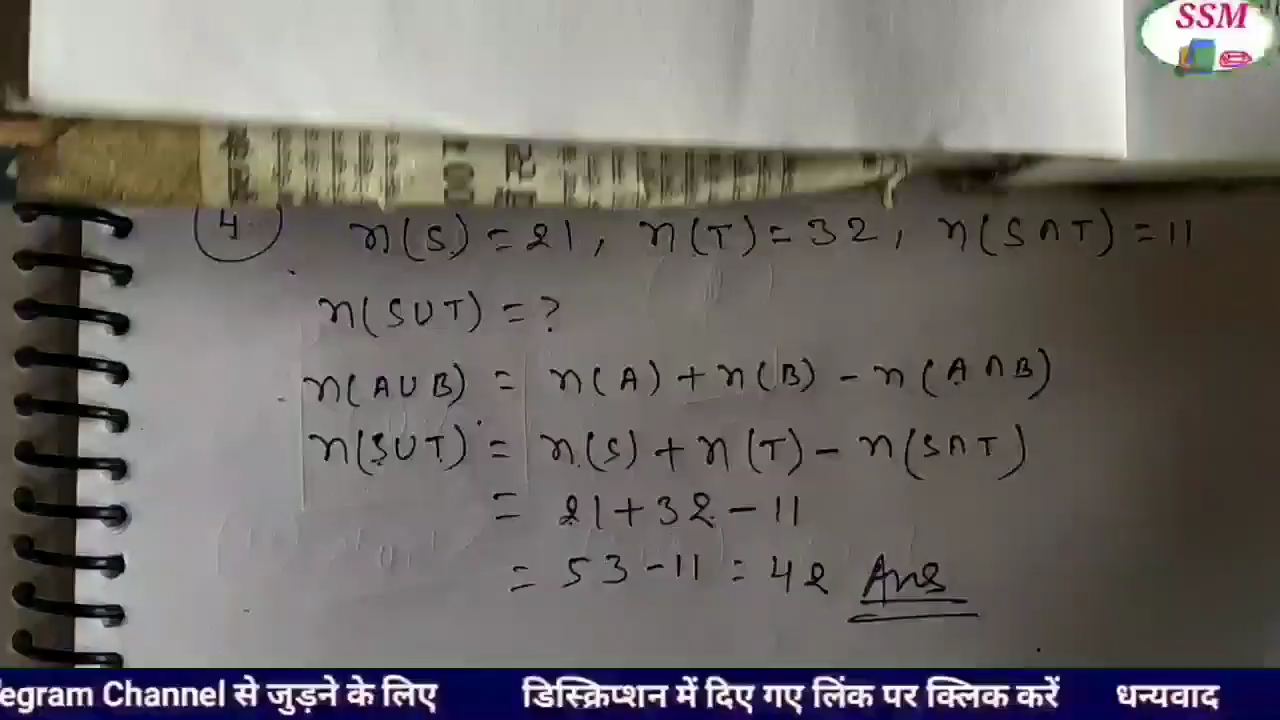 SSM
4 n(S) = 21, n(T) = 32, n(S∩T) = 11
n(S∪T) = ?
n(A∪B) = n(A) + n(B) - n(A∩B)
n(S∪T) = n(S) + n(T) - n(S∩T)
= 21 + 32 - 11
= 53 - 11 = 42 Ans
egram Channel से जुड़ने के लिए डिस्क्रिप्शन में दिए गए लिंक पर क्लिक करें धन्यवाद